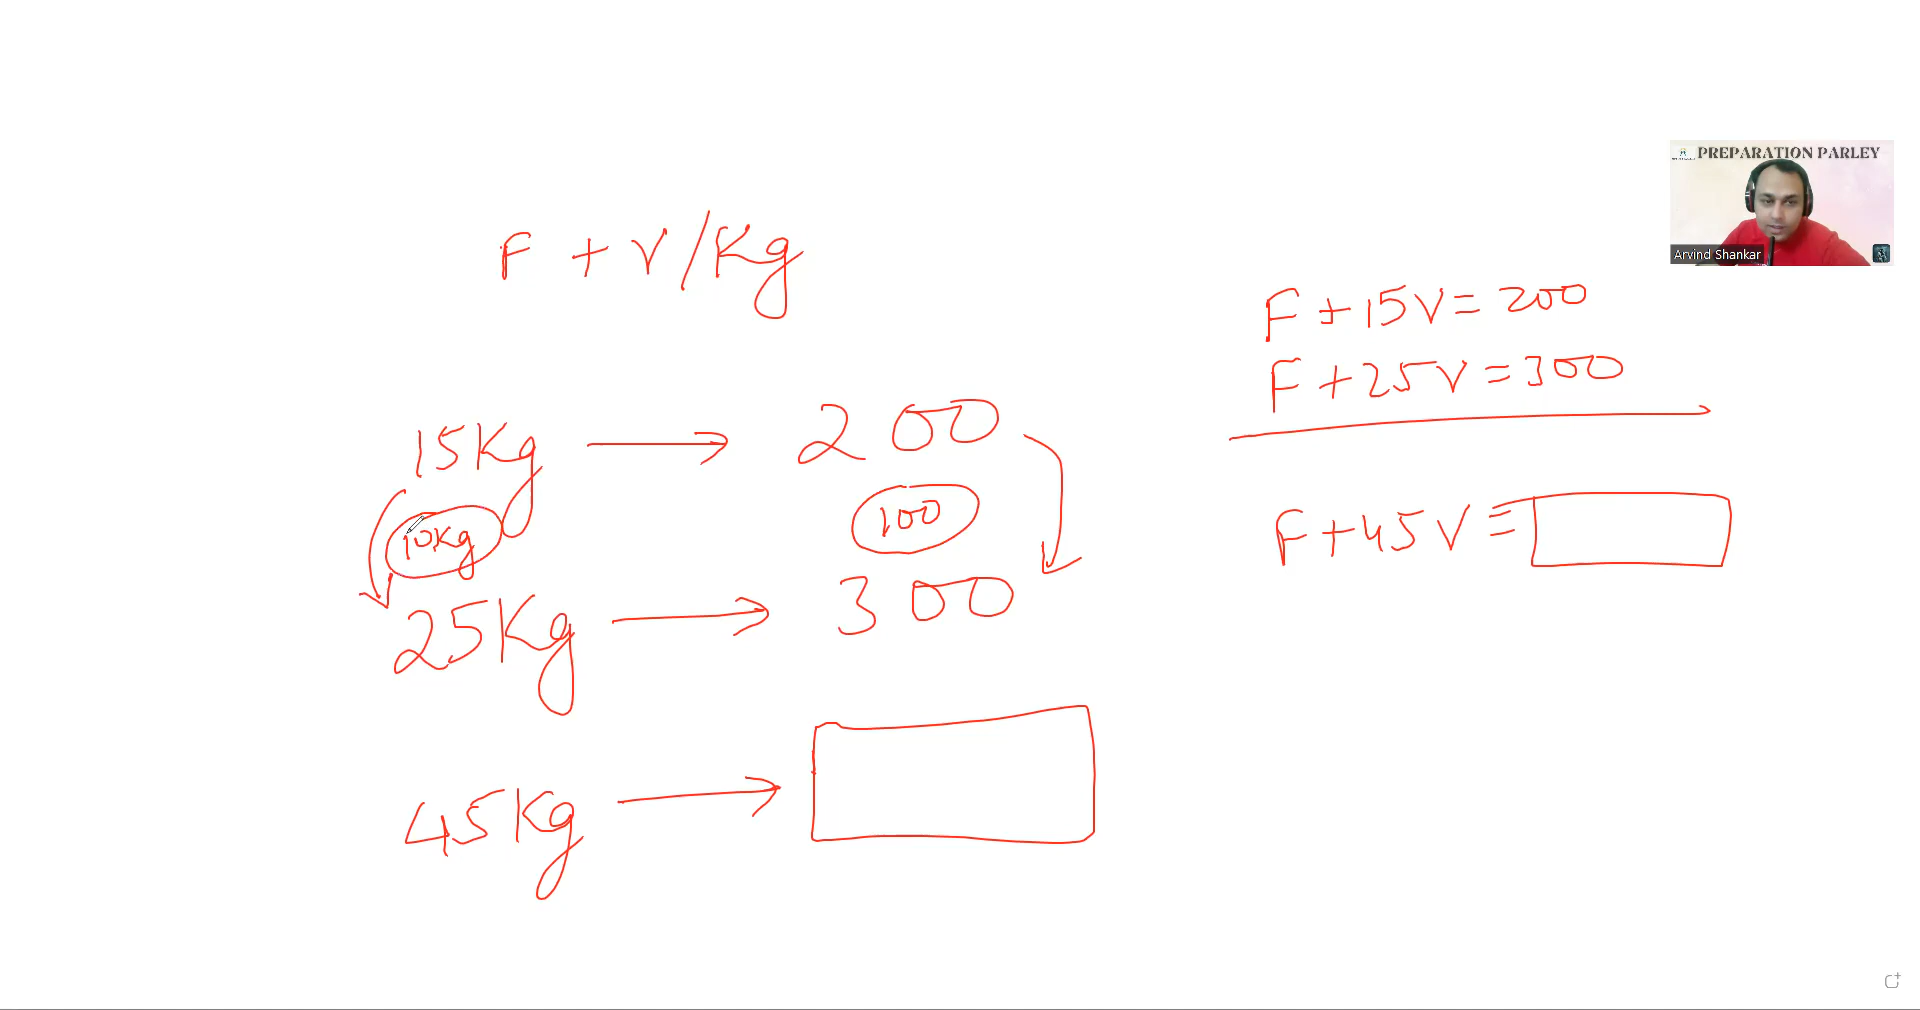 PREPARATION PARLEY
Arvind Shankar
F + V/Kg
F + 15V = 200
F + 25V = 300
15Kg → 200
10Kg 100
25Kg → 300
F + 45V =
45Kg →